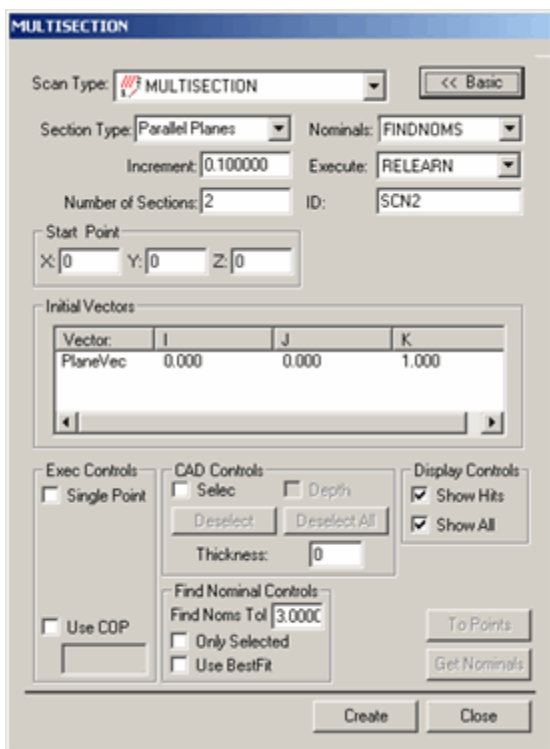 MULTISECTION
Scan Type: MULTISECTION << Basic
Section Type: Parallel Planes Nominals: FINDNOMS
Increment: 0.100000 Execute: RELEARN
Number of Sections: 2 ID: SCN2
Start Point
X: 0 Y: 0 Z: 0
Initial Vectors
Vector: I J K
PlaneVec 0.000 0.000 1.000
Exec Controls CAD Controls Display Controls
Single Point Selec Depth Show Hits
Deselect Deselect All Show All
Thickness: 0
Find Nominal Controls
Find Noms Tol 3.000
Use COP Only Selected To Points
Use BestFit Get Nominals
Create Close